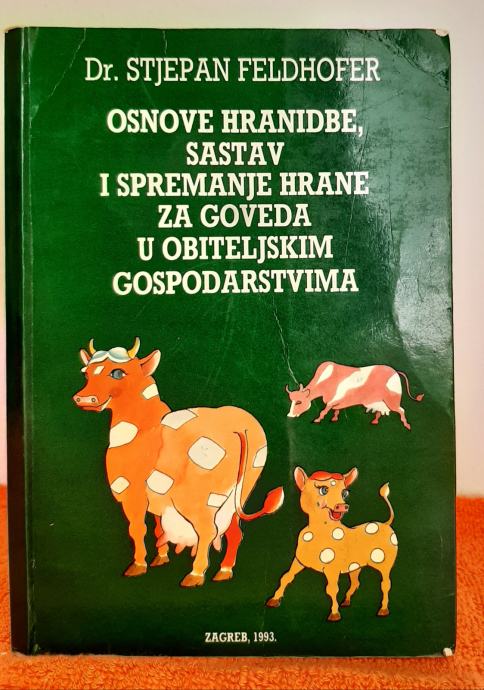 Dr. STJEPAN FELDHOFER
OSNOVE HRANIDBE,
SASTAV
I SPREMANJE HRANE
ZA GOVEDA
U OBITELJSKIM
GOSPODARSTVIMA
ZAGREB, 1993.